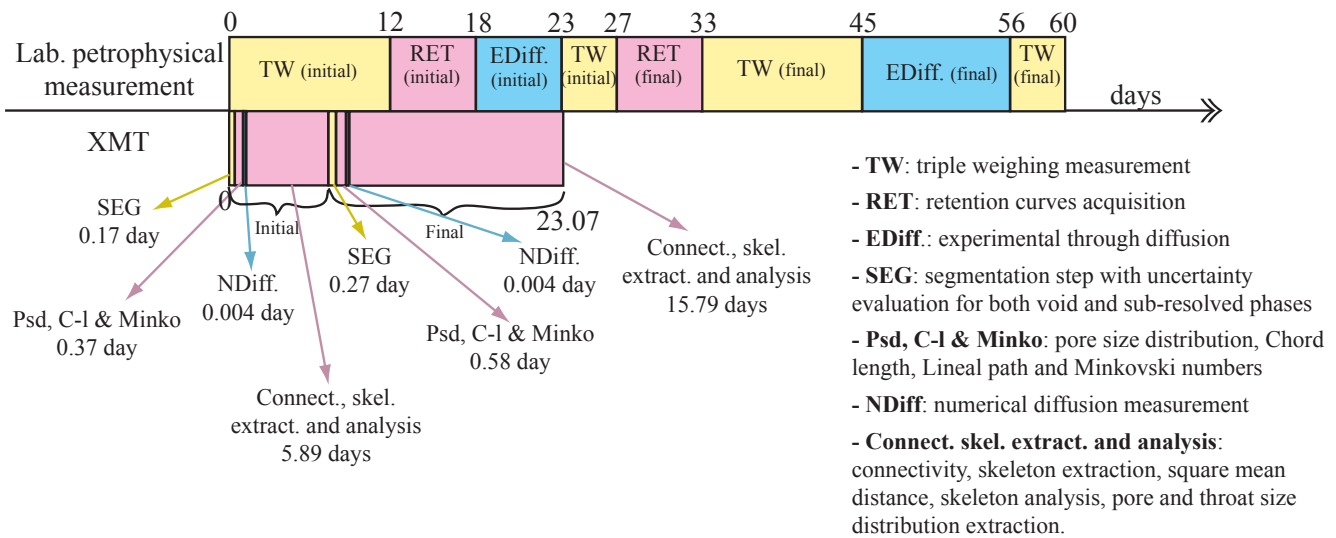 0 12 18 23 27 33 45 56 60
Lab. petrophysical
measurement
TW (initial)
RET
(initial)
EDiff.
(initial)
TW
(initial)
RET
(final)
TW (final)
EDiff. (final)
TW
(final)
days
XMT
0
Initial
Final
23.07
SEG
0.17 day
Psd, C-l & Minko
0.37 day
NDiff.
0.004 day
Connect., skel.
extract. and analysis
5.89 days
SEG
0.27 day
Psd, C-l & Minko
0.58 day
NDiff.
0.004 day
Connect., skel.
extract. and analysis
15.79 days
- TW: triple weighing measurement
- RET: retention curves acquisition
- EDiff.: experimental through diffusion
- SEG: segmentation step with uncertainty
evaluation for both void and sub-resolved phases
- Psd, C-l & Minko: pore size distribution, Chord
length, Lineal path and Minkovski numbers
- NDiff: numerical diffusion measurement
- Connect. skel. extract. and analysis:
connectivity, skeleton extraction, square mean
distance, skeleton analysis, pore and throat size
distribution extraction.